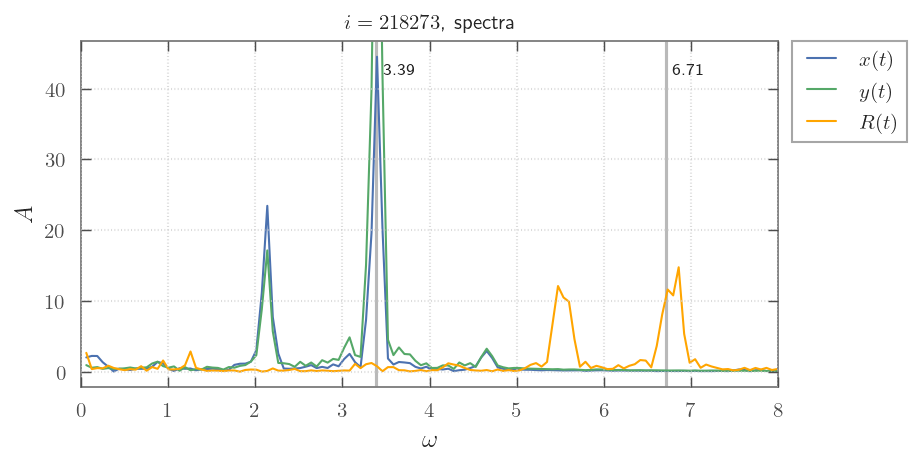 i = 218273, spectra
3.39
6.71
x(t)
y(t)
R(t)
A
40
30
20
10
0
0 1 2 3 4 5 6 7 8
ω